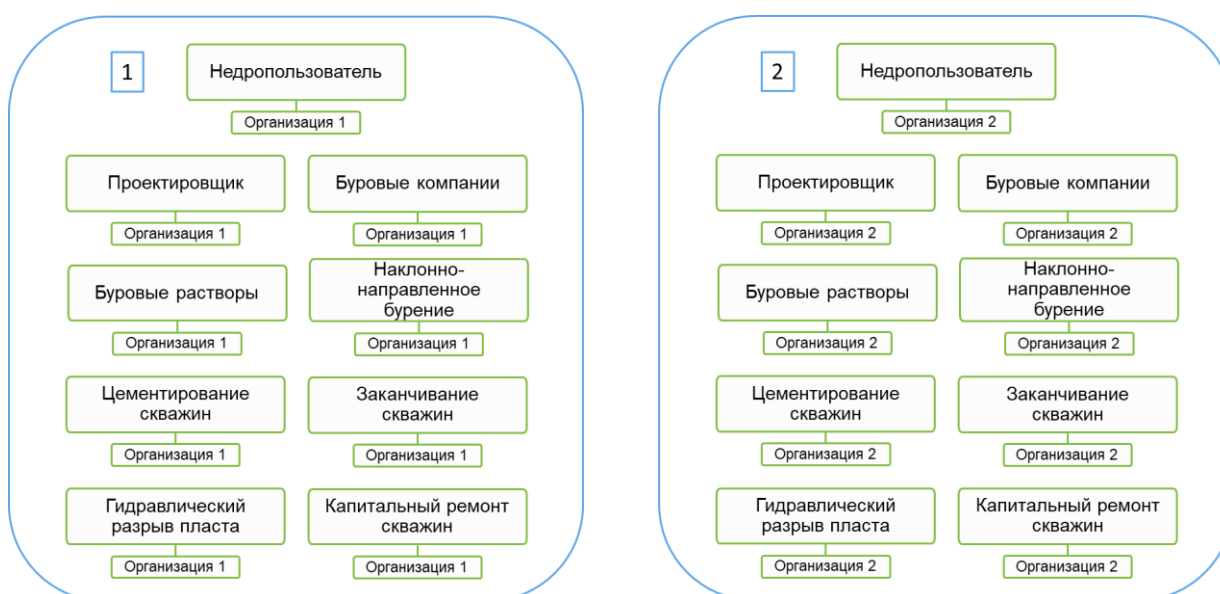 1
Недропользователь
Организация 1
Проектировщик
Буровые компании
Организация 1
Организация 1
Буровые растворы
Наклонно-
направленное
бурение
Организация 1
Организация 1
Цементирование
скважин
Заканчивание
скважин
Организация 1
Организация 1
Гидравлический
разрыв пласта
Капитальный ремонт
скважин
Организация 1
Организация 1
2
Недропользователь
Организация 2
Проектировщик
Буровые компании
Организация 2
Организация 2
Буровые растворы
Наклонно-
направленное
бурение
Организация 2
Организация 2
Цементирование
скважин
Заканчивание
скважин
Организация 2
Организация 2
Гидравлический
разрыв пласта
Капитальный ремонт
скважин
Организация 2
Организация 2